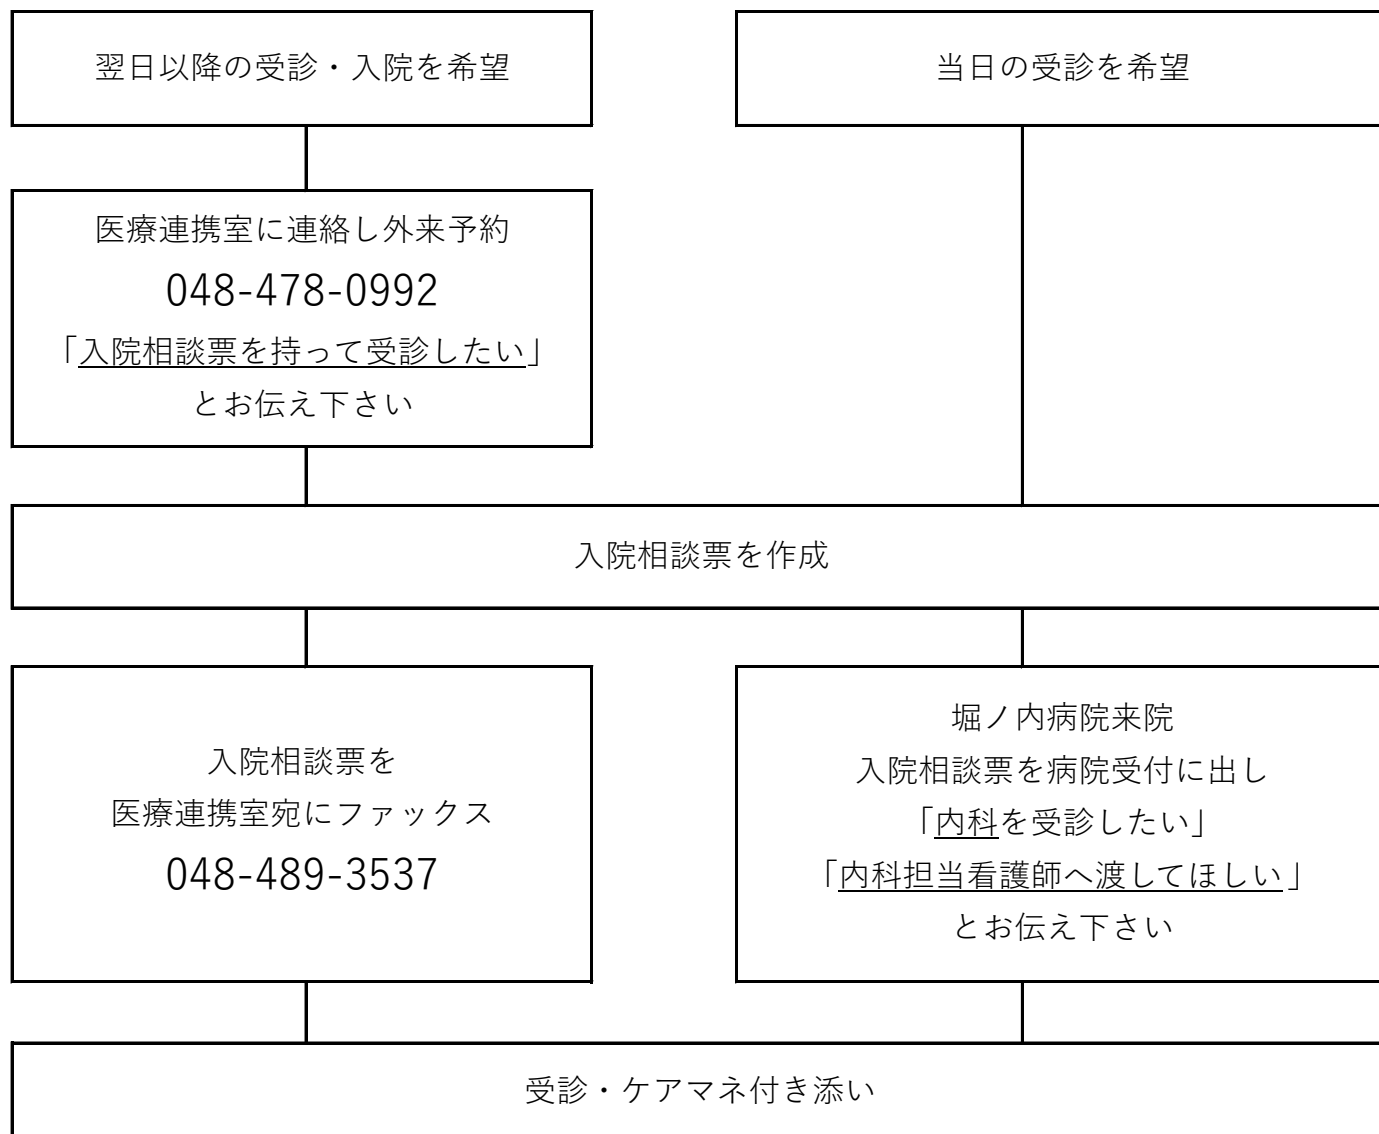 翌日以降の受診・入院を希望
当日の受診を希望
医療連携室に連絡し外来予約
048-478-0992
「入院相談票を持って受診したい」
とお伝え下さい
入院相談票を作成
入院相談票を
医療連携室宛にファックス
048-489-3537
堀ノ内病院来院
入院相談票を病院受付に出し
「内科を受診したい」
「内科担当看護師へ渡してほしい」
とお伝え下さい
受診・ケアマネ付き添い